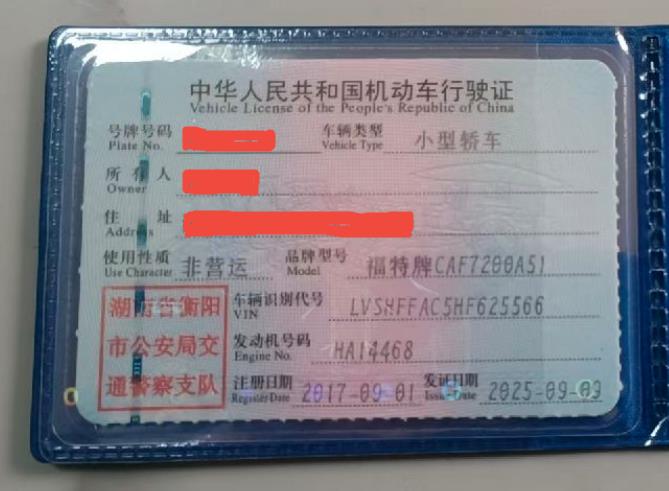 中华人民共和国机动车行驶证
Vehicle License of the People's Republic of China
号牌号码 车辆类型 小型轿车
Plate No. Vehicle Type
所有人
Owner
住址
Address
使用性质 非营运 品牌型号 福特牌CAF7200A51
Use Character Model
湖南省衡阳
市公安局交
通警察支队
车辆识别代号 LVSHFFAC5HF625566
VIN
发动机号码 HA14468
Engine No.
注册日期 2017-09-01 发证日期 2025-09-09
Register Date Issue Date